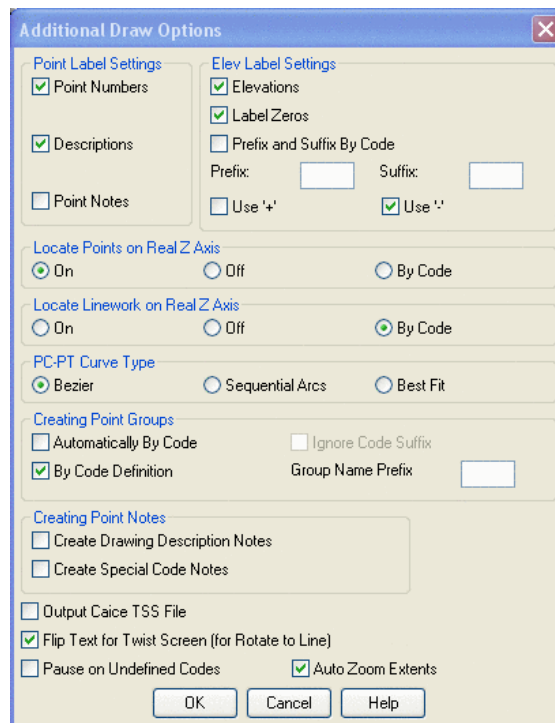 Additional Draw Options
Point Label Settings
Point Numbers
Descriptions
Point Notes
Elev Label Settings
Elevations
Label Zeros
Prefix and Suffix By Code
Prefix: Suffix:
Use '+' Use '-'
Locate Points on Real Z Axis
On Off By Code
Locate Linework on Real Z Axis
On Off By Code
PC-PT Curve Type
Bezier Sequential Arcs Best Fit
Creating Point Groups
Automatically By Code Ignore Code Suffix
By Code Definition Group Name Prefix
Creating Point Notes
Create Drawing Description Notes
Create Special Code Notes
Output Caice TSS File
Flip Text for Twist Screen (for Rotate to Line)
Pause on Undefined Codes Auto Zoom Extents
OK Cancel Help